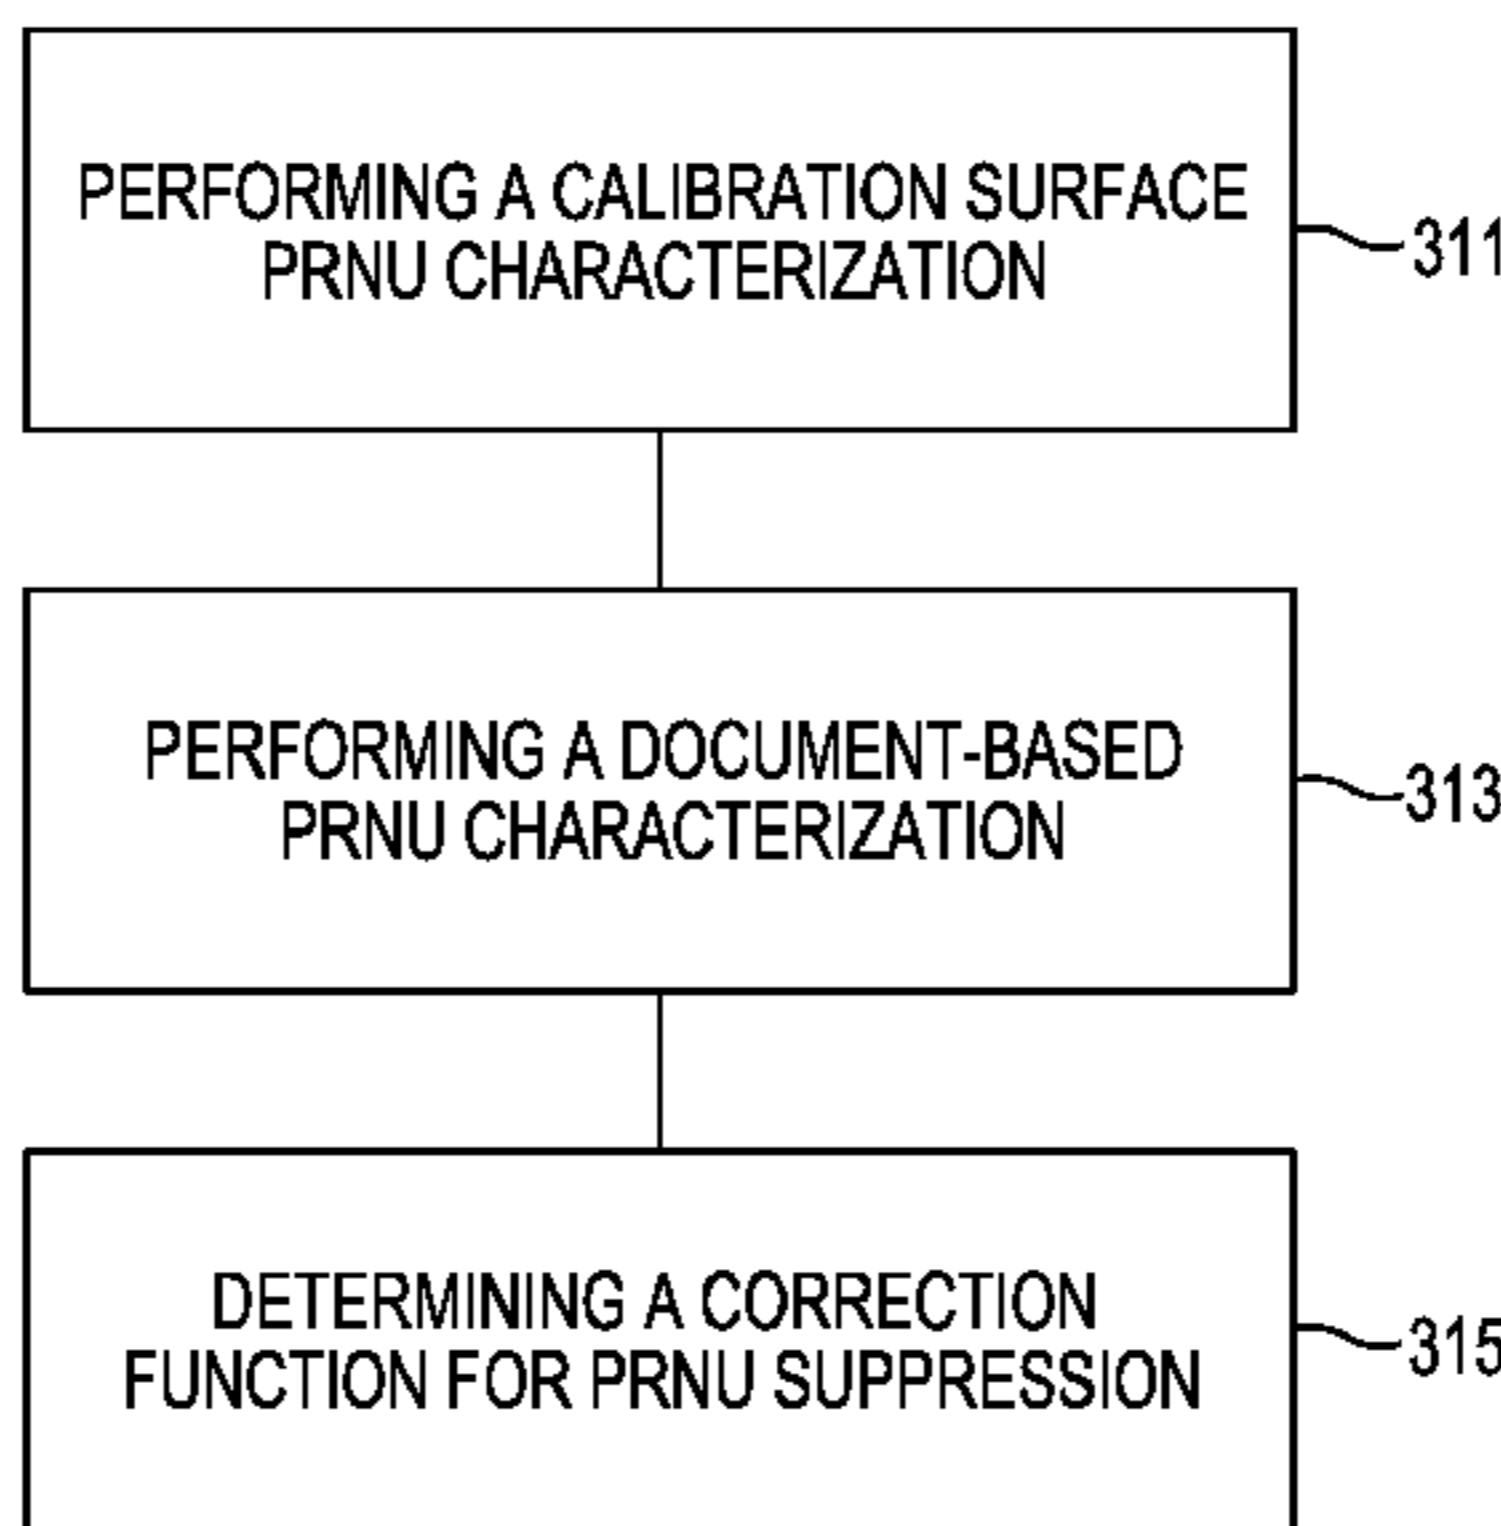 PERFORMING A CALIBRATION SURFACE
PRNU CHARACTERIZATION
311
PERFORMING A DOCUMENT-BASED
PRNU CHARACTERIZATION
313
DETERMINING A CORRECTION
FUNCTION FOR PRNU SUPPRESSION
315